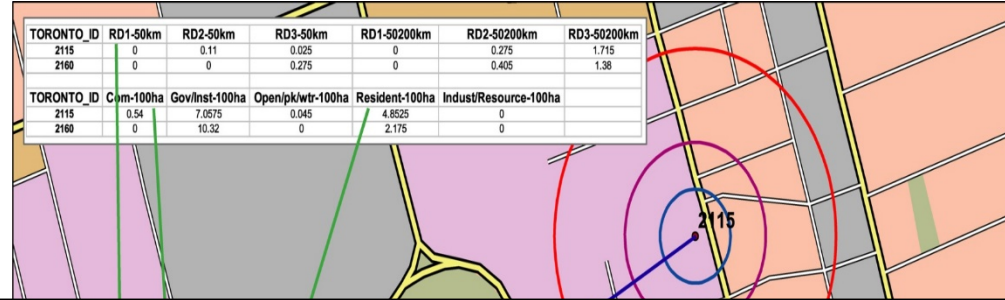 TORONTO_ID RD1-50km RD2-50km RD3-50km RD1-50200km RD2-50200km RD3-50200km
2115 0 0.11 0.025 0 0.275 1.715
2160 0 0 0.275 0 0.405 1.38
TORONTO_ID Com-100ha Gov/Inst-100ha Open/pk/wtr-100ha Resident-100ha Indust/Resource-100ha
2115 0.54 7.0575 0.045 4.8525 0
2160 0 10.32 0 2.175 0
2115